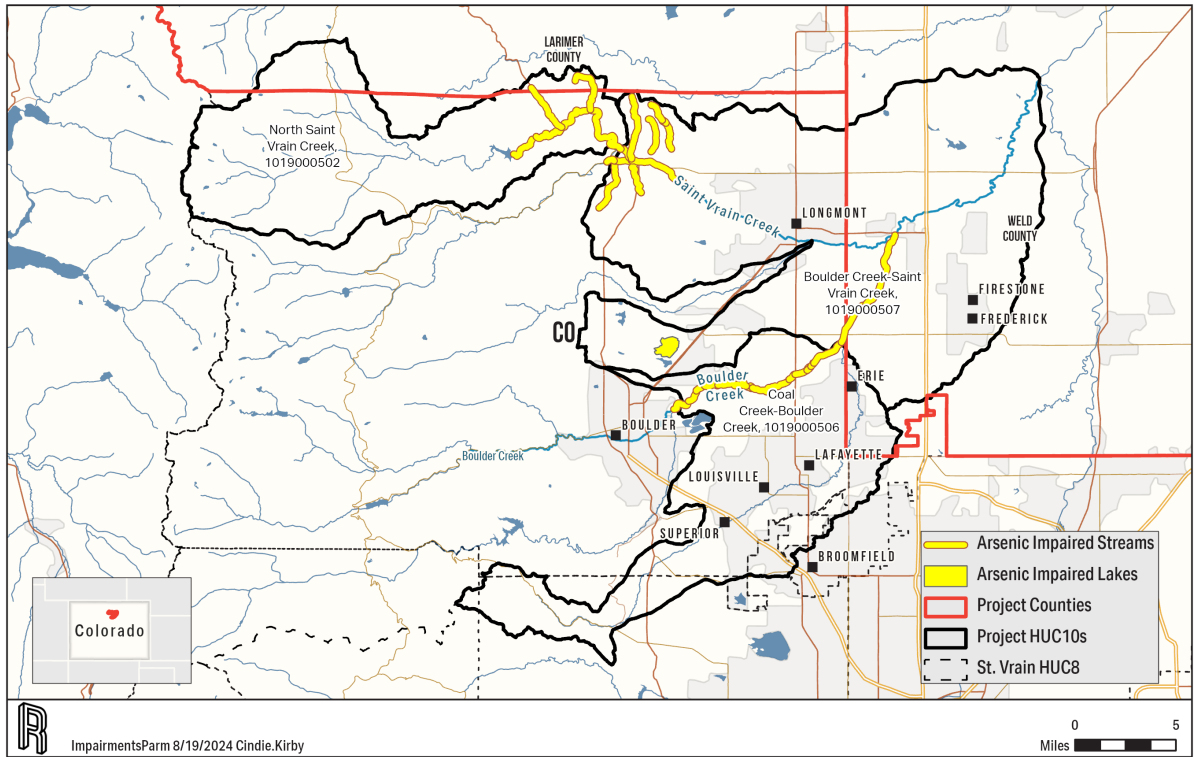 LARIMER
COUNTY
North Saint
Vrain Creek,
1019000502
Saint Vrain Creek
LONGMONT
WELD
COUNTY
Boulder Creek-Saint
Vrain Creek,
1019000507
FIRESTONE
FREDERICK
CO
Boulder
Creek
ERIE
Coal
Creek-Boulder
Creek, 1019000506
BOULDER
Boulder Creek
LAFAYETTE
LOUISVILLE
SUPERIOR
BROOMFIELD
Arsenic Impaired Streams
Arsenic Impaired Lakes
Project Counties
Project HUC10s
St. Vrain HUC8
Colorado
R
ImpairmentsParm 8/19/2024 Cindie.Kirby
0 5
Miles